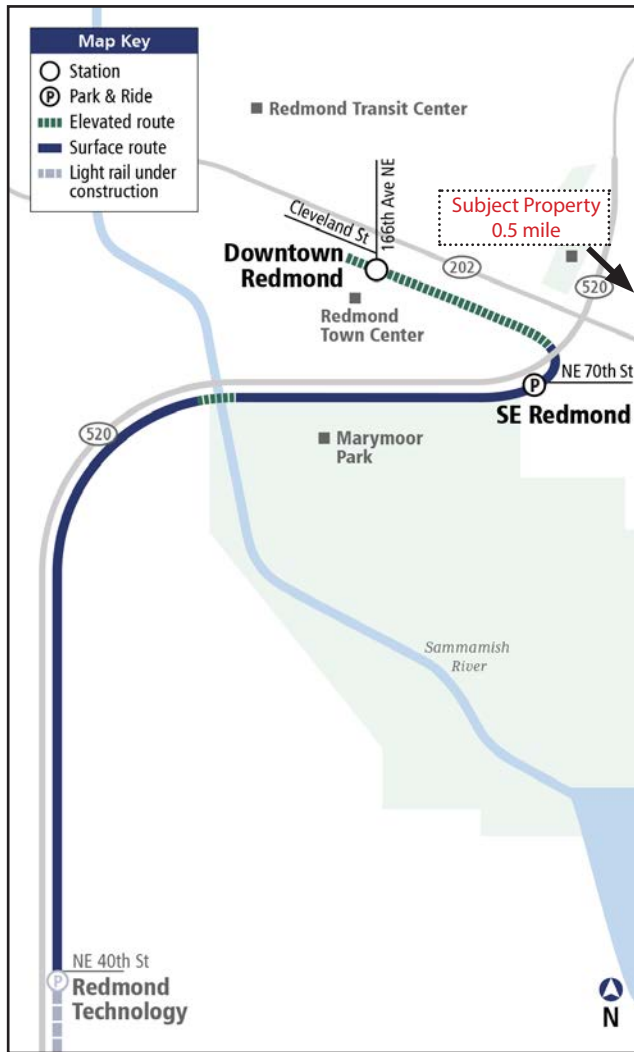 Map Key
Station
P Park & Ride
Elevated route
Surface route
Light rail under
construction
Redmond Transit Center
166th Ave NE
Cleveland St
Subject Property
0.5 mile
Downtown
Redmond
202
520
Redmond
Town Center
NE 70th St
P
SE Redmond
520
Marymoor
Park
Sammamish
River
NE 40th St
P
Redmond
Technology
N